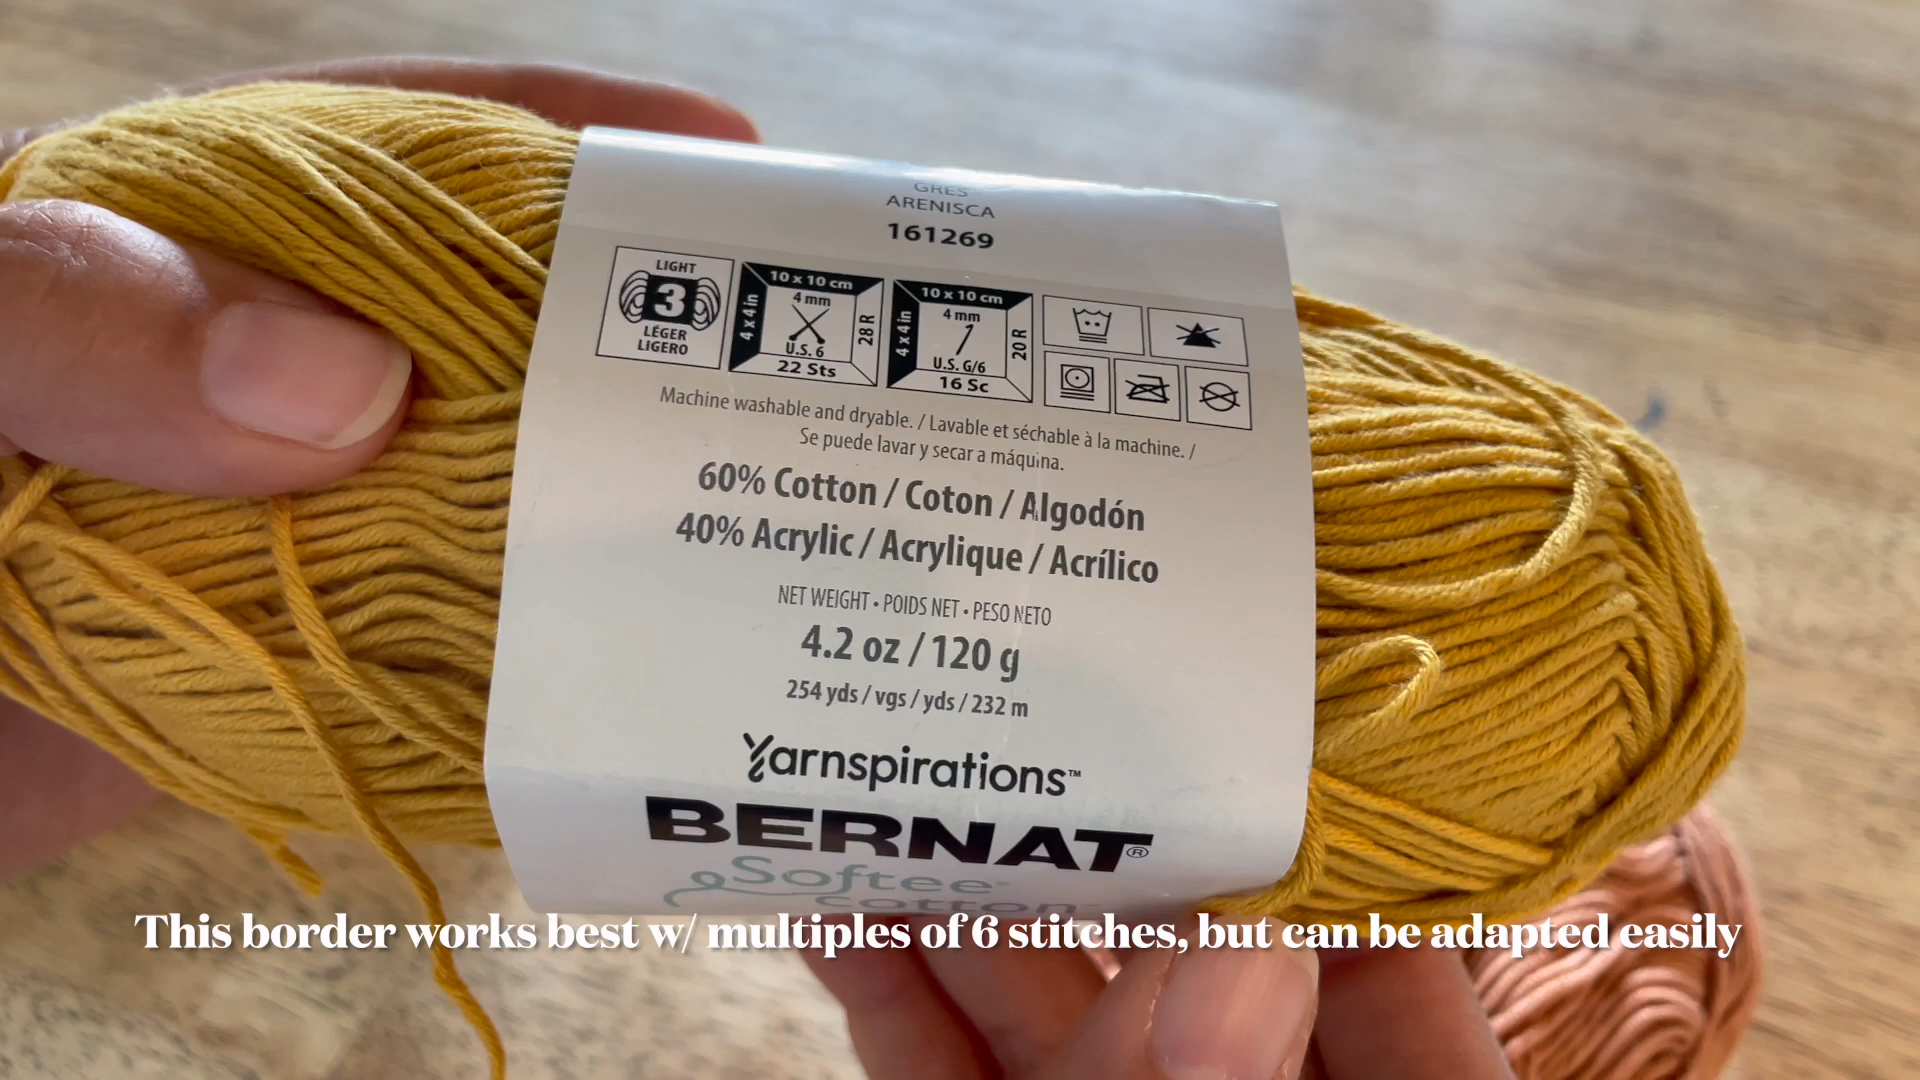 GRES
ARENISCA
161269
LIGHT
3
LÉGER
LIGERO
10 x 10 cm
4 x 4 in
4 mm
28 R
U.S. 6
22 Sts
10 x 10 cm
4 x 4 in
4 mm
20 R
U.S. G/6
16 Sc
Machine washable and dryable. / Lavable et séchable à la machine. /
Se puede lavar y secar a máquina.
60% Cotton / Coton / Algodón
40% Acrylic / Acrylique / Acrílico
NET WEIGHT • POIDS NET • PESO NETO
4.2 oz / 120 g
254 yds / vgs / yds / 232 m
Yarnspirations™
BERNAT®
Softee®
cotton™
This border works best w/ multiples of 6 stitches, but can be adapted easily